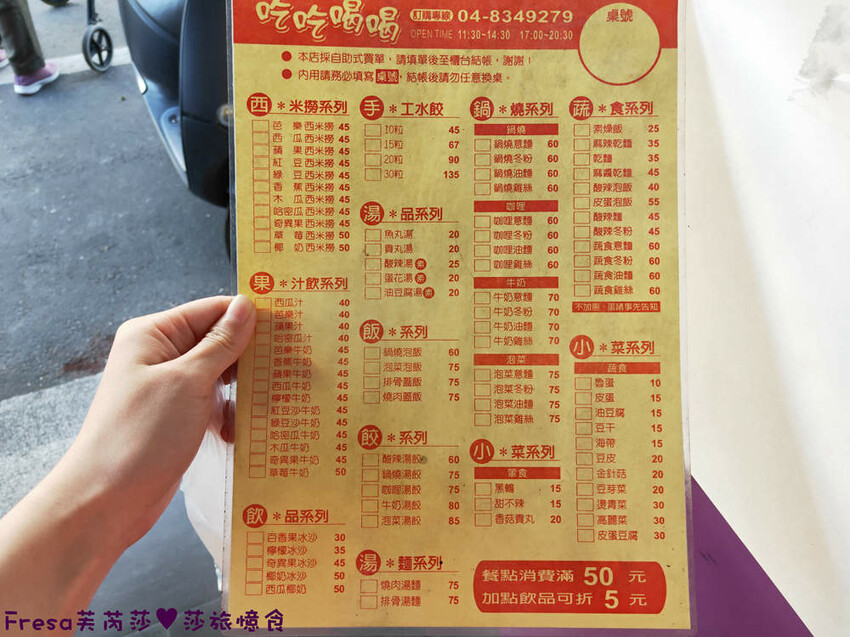 吃吃喝喝
訂購專線 04-8349279
OPEN TIME 11:30~14:30 17:00~20:30
桌號
● 本店採自助式買單，請填單後至櫃台結帳，謝謝！
● 內用請務必填寫 桌號，結帳後請勿任意換桌。
西＊米撈系列
芭樂西米撈 45
西瓜西米撈 45
蘋果西米撈 45
紅豆西米撈 45
綠豆西米撈 45
香蕉西米撈 45
木瓜西米撈 45
哈密瓜西米撈 50
奇異果西米撈 50
草莓西米撈 50
椰奶西米撈 50
果＊汁飲系列
西瓜汁 40
芭樂汁 40
蘋果汁 40
哈密瓜汁 40
芭樂牛奶 45
香蕉牛奶 45
蘋果牛奶 45
西瓜牛奶 45
檸檬牛奶 45
紅豆沙牛奶 45
綠豆沙牛奶 45
哈密瓜牛奶 45
木瓜牛奶 45
奇異果牛奶 45
草莓牛奶 50
飲＊品系列
百香果冰沙 30
檸檬冰沙 35
奇異果冰沙 45
椰奶冰沙 50
西瓜椰奶 50
手＊工水餃
10粒 45
15粒 67
20粒 90
30粒 135
湯＊品系列
魚丸湯 20
貢丸湯 20
酸辣湯 素 25
蛋花湯 素 20
油豆腐湯 素 20
飯＊系列
鍋燒泡飯 60
泡菜泡飯 75
排骨蓋飯 75
燒肉蓋飯 75
餃＊系列
酸辣湯餃 60
鍋燒湯餃 75
咖哩湯餃 75
牛奶湯餃 80
泡菜湯餃 85
湯＊麵系列
燒肉湯麵 75
排骨湯麵 75
鍋＊燒系列
鍋燒
鍋燒意麵 60
鍋燒冬粉 60
鍋燒油麵 60
鍋燒雞絲 60
咖哩
咖哩意麵 60
咖哩冬粉 60
咖哩油麵 60
咖哩雞絲 60
牛奶
牛奶意麵 70
牛奶冬粉 70
牛奶油麵 70
牛奶雞絲 70
泡菜
泡菜意麵 75
泡菜冬粉 75
泡菜油麵 75
泡菜雞絲 75
小＊菜系列
葷食
黑輪 15
甜不辣 15
香菇貢丸 20
蔬＊食系列
素燥飯 25
麻辣乾麵 35
乾麵 35
麻醬乾麵 45
酸辣泡飯 40
皮蛋泡飯 55
酸辣麵 45
酸辣冬粉 45
蔬食意麵 60
蔬食冬粉 60
蔬食油麵 60
蔬食雞絲 60
不加蔥、蛋請事先告知
小＊菜系列
蔬食
魯蛋 10
皮蛋 15
油豆腐 15
豆干 15
海帶 15
豆皮 20
金針菇 20
豆芽菜 20
燙青菜 30
高麗菜 30
皮蛋豆腐 30
餐點消費滿 50 元
加點飲品可折 5 元
Fresa芙芮莎♥莎旅憶食